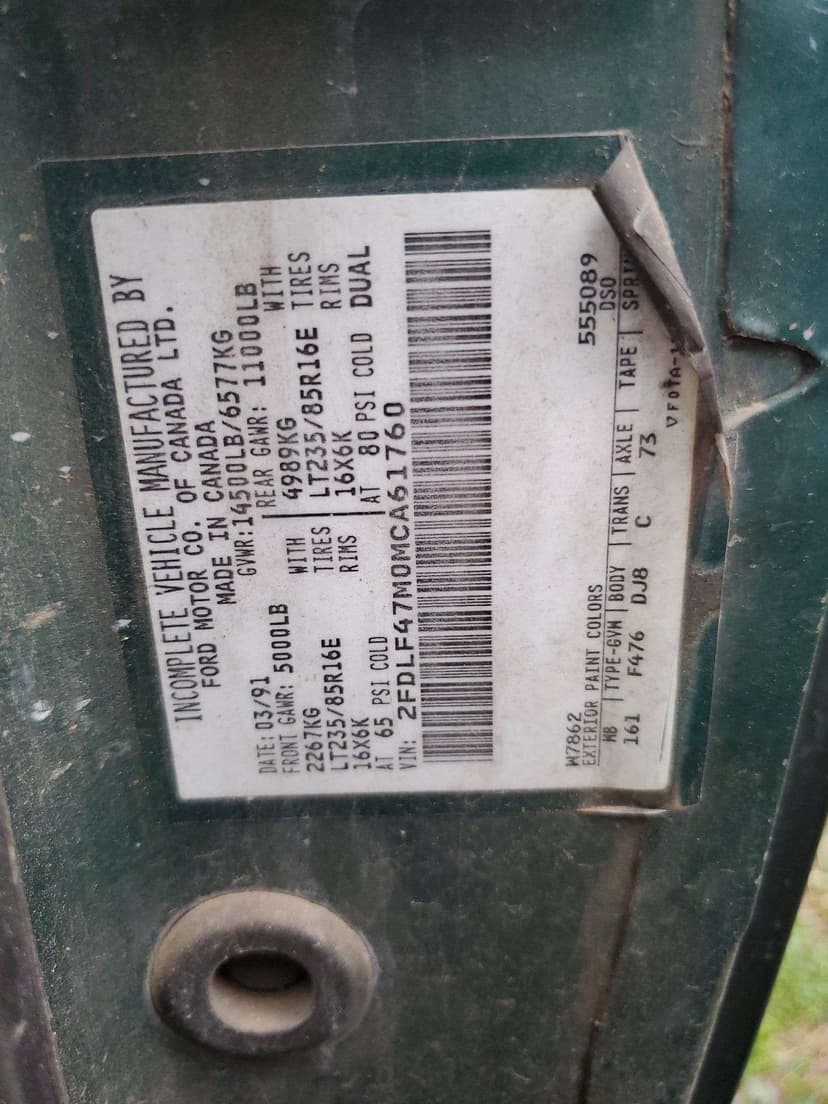 INCOMPLETE VEHICLE MANUFACTURED BY
FORD MOTOR CO. OF CANADA LTD.
MADE IN CANADA
DATE: 03/91 GVWR: 14500LB/6577KG
FRONT GAWR: 5000LB REAR GAWR: 11000LB
2267KG WITH 4989KG WITH
LT235/85R16E TIRES LT235/85R16E TIRES
16X6K RIMS 16X6K RIMS
AT 65 PSI COLD AT 80 PSI COLD DUAL
VIN: 2FDLF47M0MCA61760
W7862 555089
EXTERIOR PAINT COLORS DSO
WB | TYPE-GVM | BODY | TRANS | AXLE | TAPE |
161 F476 DJ8 C 73